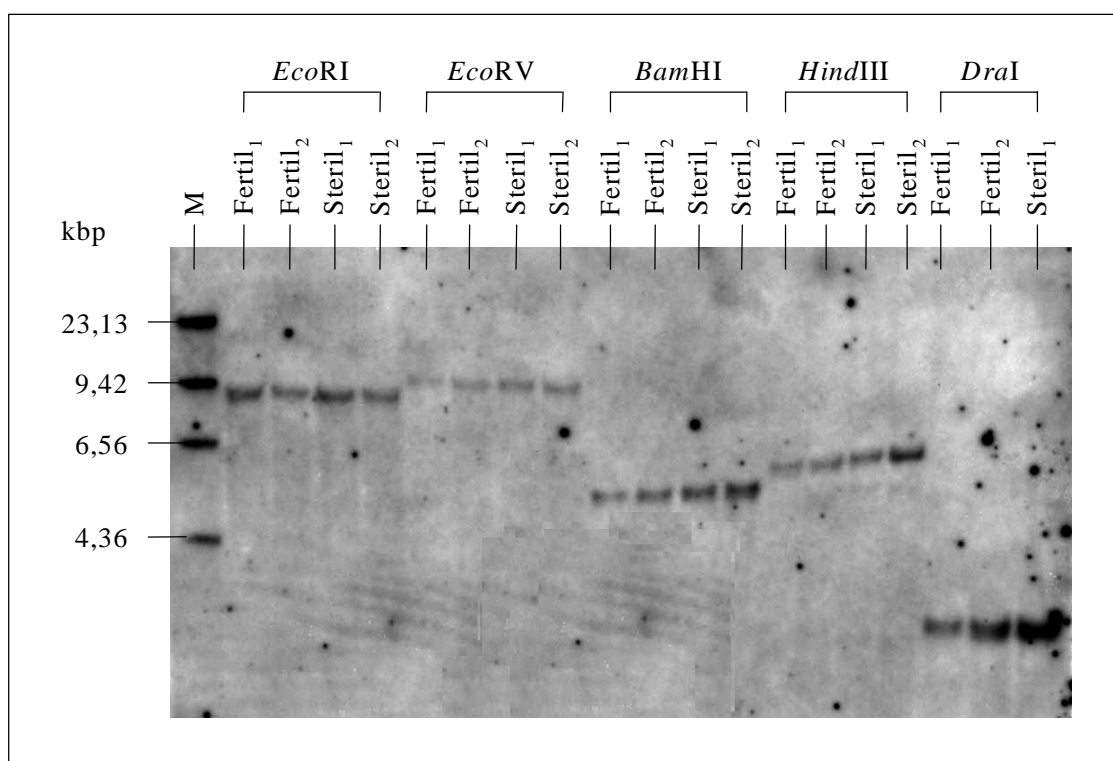 EcoRI EcoRV BamHI HindIII DraI
M Fertil₁ Fertil₂ Steril₁ Steril₂ Fertil₁ Fertil₂ Steril₁ Steril₂ Fertil₁ Fertil₂ Steril₁ Steril₂ Fertil₁ Fertil₂ Steril₁ Steril₂ Fertil₁ Fertil₂ Steril₁
kbp
23,13
9,42
6,56
4,36